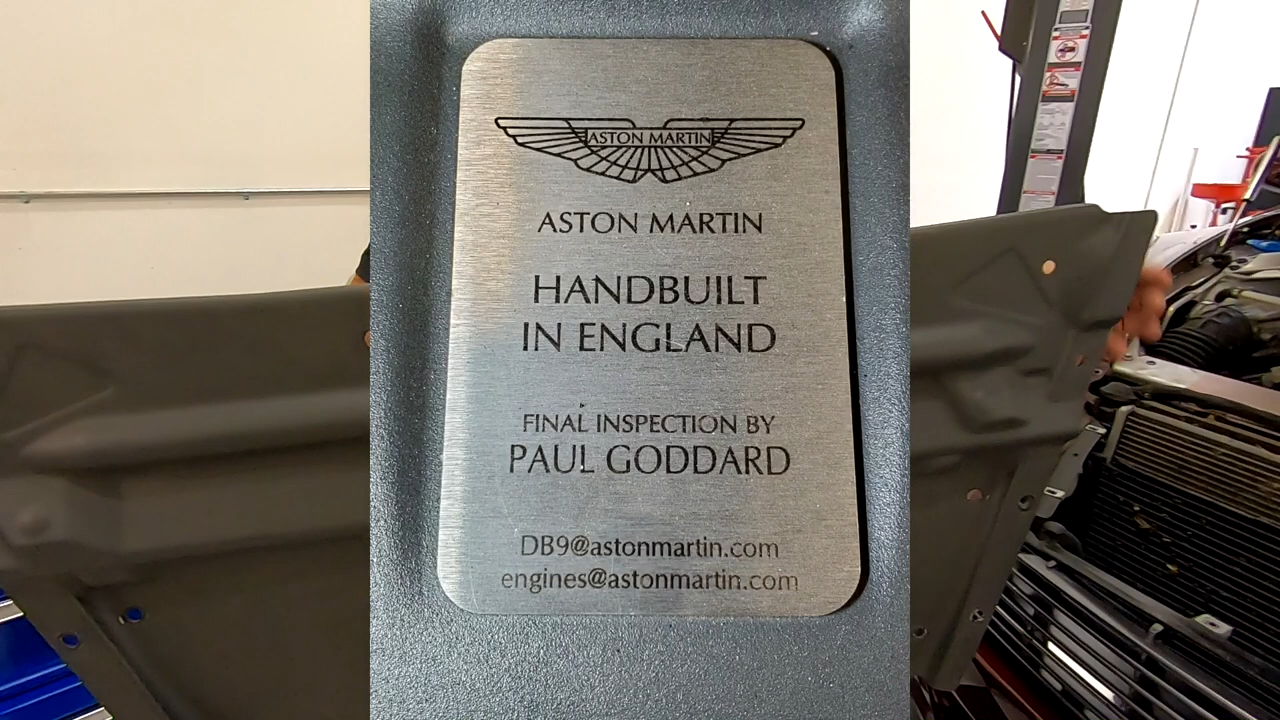 ASTON MARTIN
ASTON MARTIN
HANDBUILT
IN ENGLAND
FINAL INSPECTION BY
PAUL GODDARD
DB9@astonmartin.com
engines@astonmartin.com